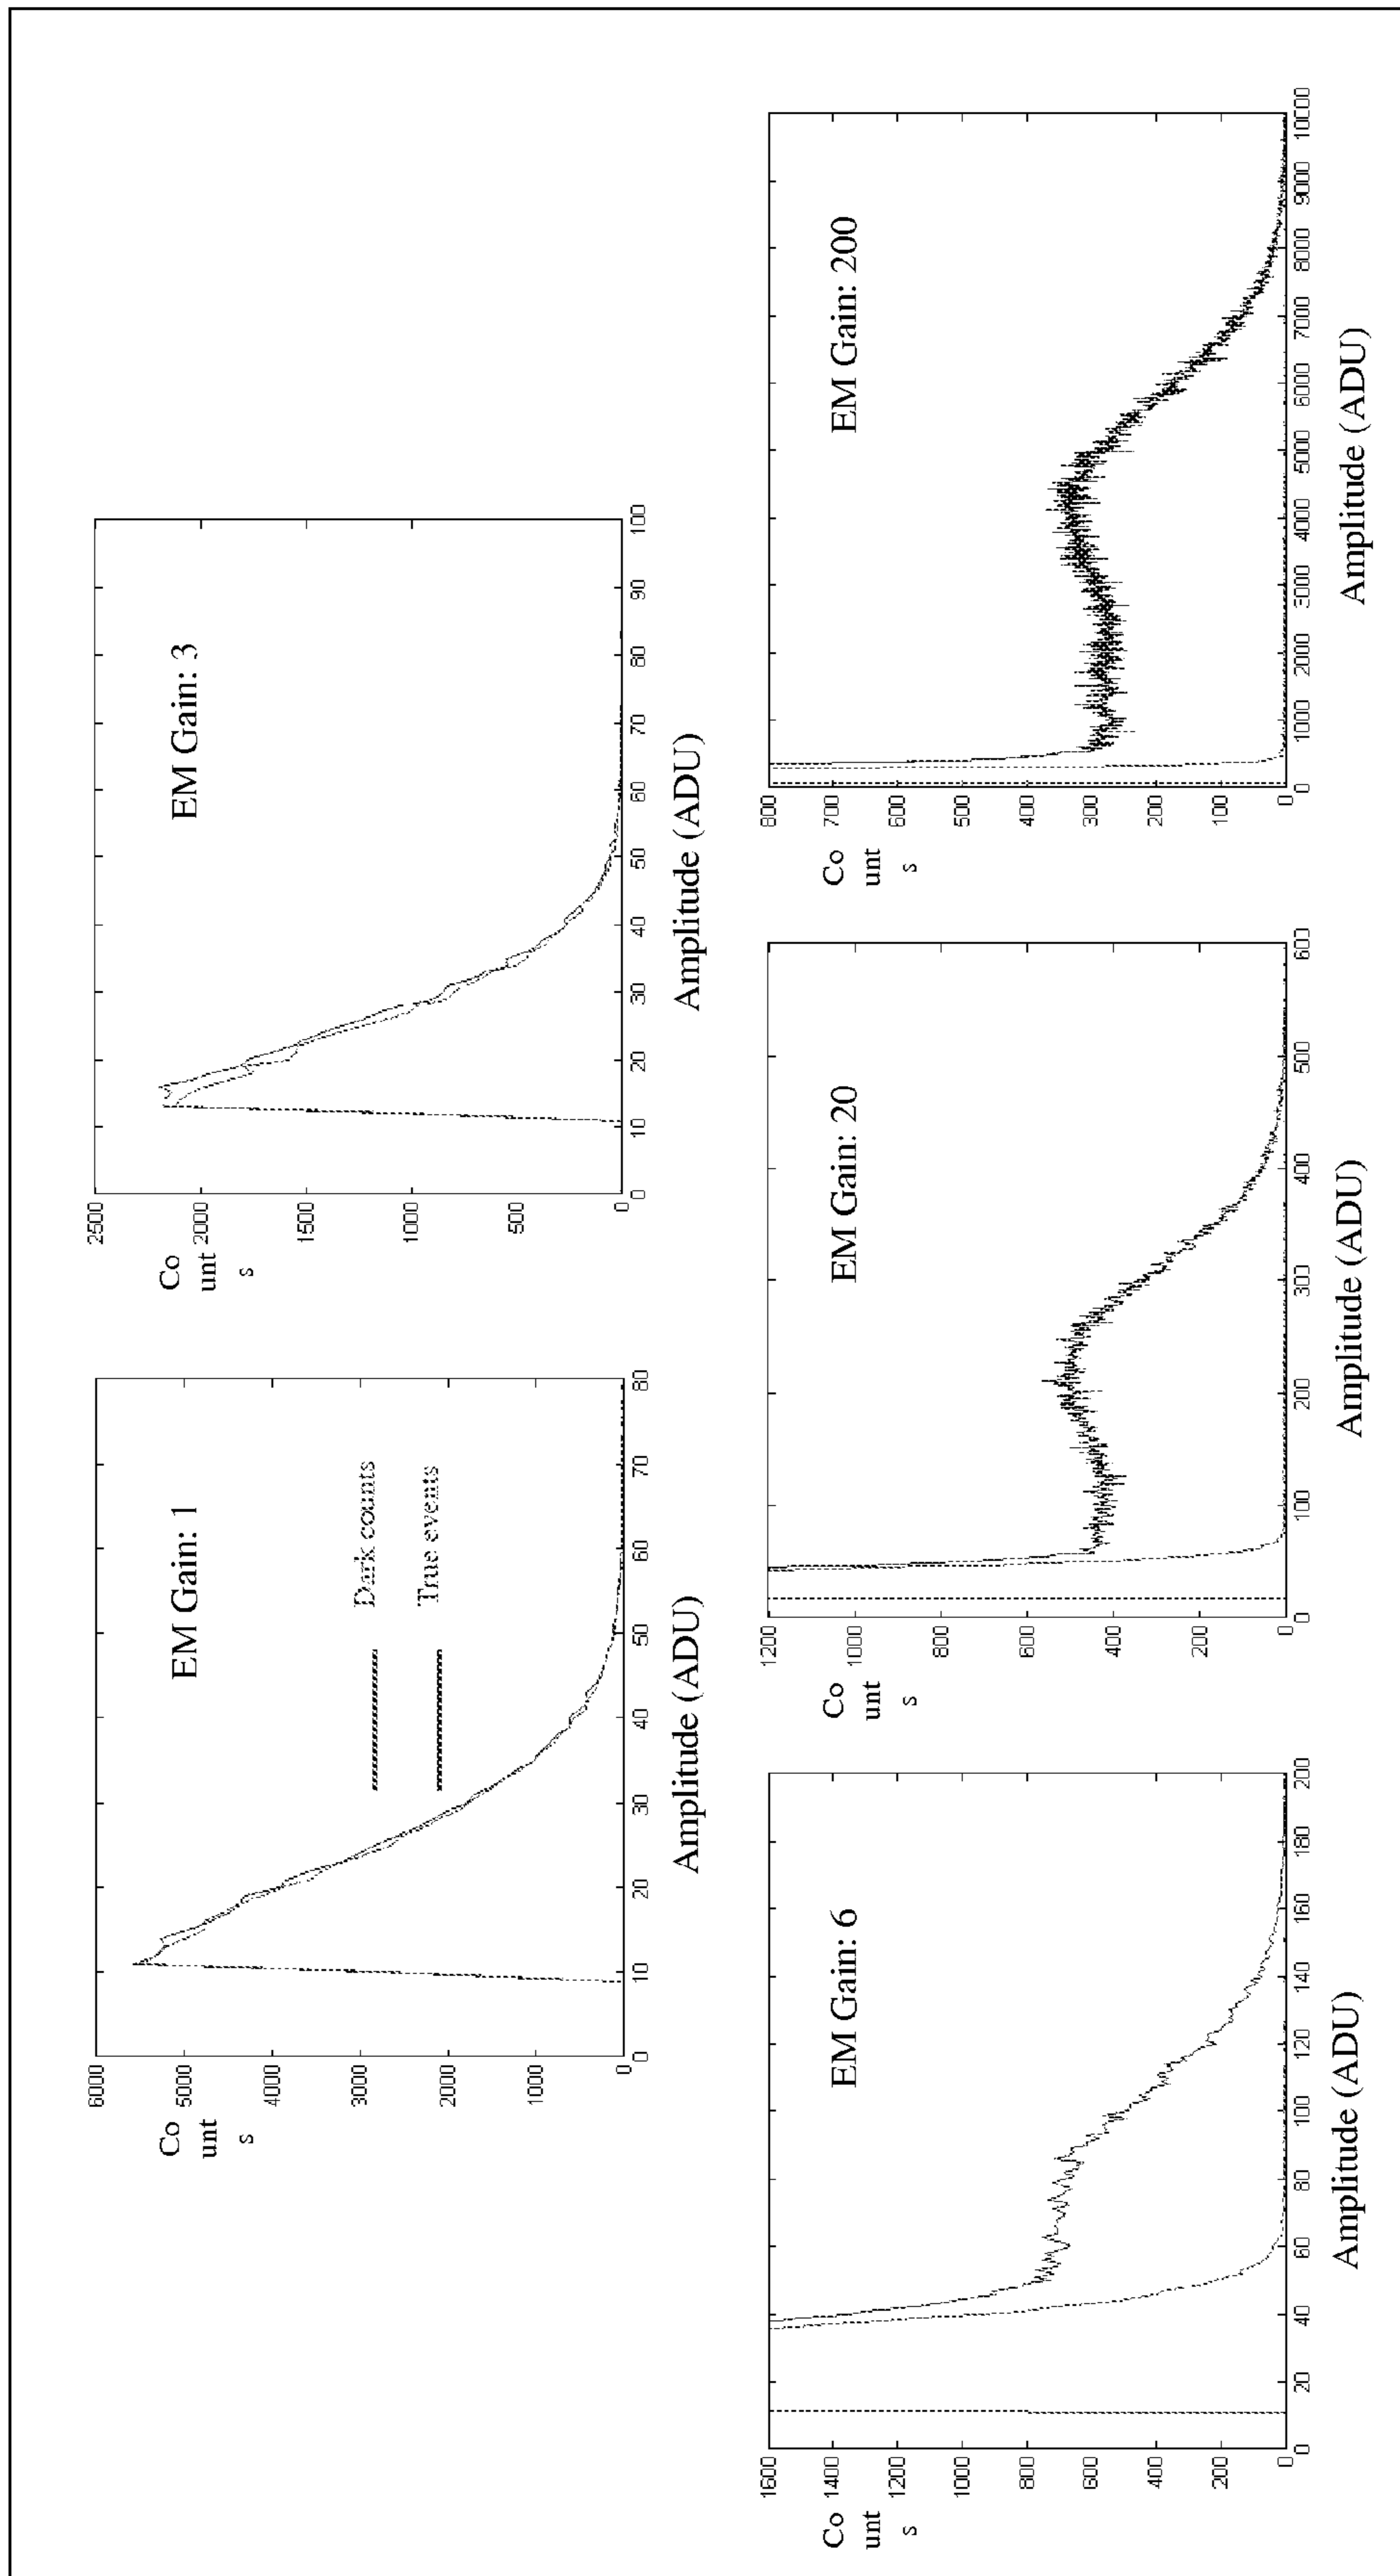 EM Gain: 1
6000
5000
4000
3000
2000
1000
0
Co
unt
s
0 10 20 30 40 50 60 70 80
Dark counts
True events
Amplitude (ADU)
EM Gain: 3
2500
2000
1500
1000
500
0
Co
unt
s
0 10 20 30 40 50 60 70 80 90 100
Amplitude (ADU)
EM Gain: 6
1600
1400
1200
1000
800
600
400
200
0
Co
unt
s
0 20 40 60 80 100 120 140 160 180 200
Amplitude (ADU)
EM Gain: 20
1200
1000
800
600
400
200
0
Co
unt
s
0 100 200 300 400 500 600
Amplitude (ADU)
EM Gain: 200
800
700
600
500
400
300
200
100
0
Co
unt
s
0 1000 2000 3000 4000 5000 6000 7000 8000 9000 10000
Amplitude (ADU)